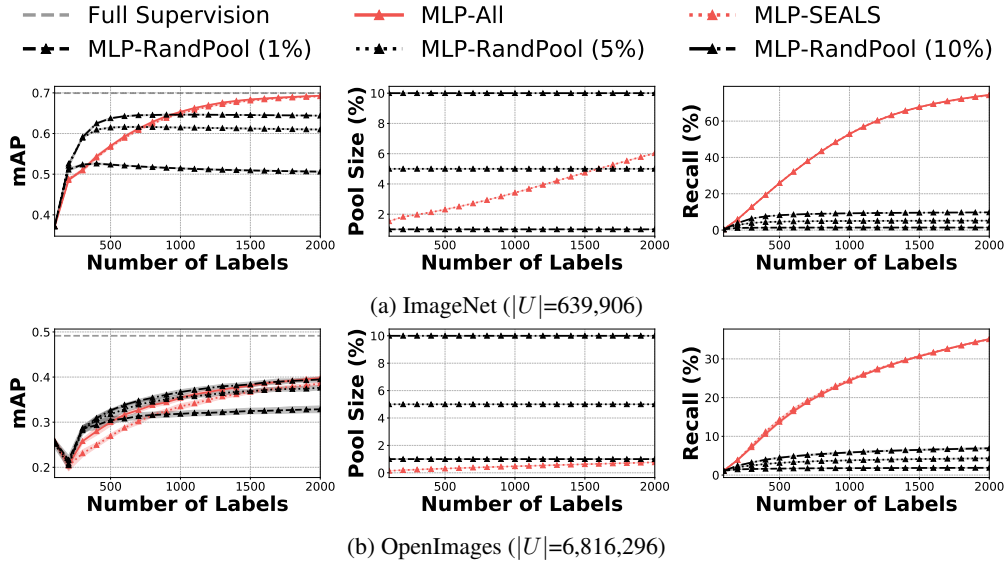 Full Supervision MLP-All MLP-SEALS
MLP-RandPool (1%) MLP-RandPool (5%) MLP-RandPool (10%)
mAP
0.7
0.6
0.5
0.4
500 1000 1500 2000
Number of Labels
Pool Size (%)
10
8
6
4
2
500 1000 1500 2000
Number of Labels
Recall (%)
60
40
20
0
500 1000 1500 2000
Number of Labels
(a) ImageNet (|U|=639,906)
mAP
0.5
0.4
0.3
0.2
500 1000 1500 2000
Number of Labels
Pool Size (%)
10
8
6
4
2
0
500 1000 1500 2000
Number of Labels
Recall (%)
30
20
10
0
500 1000 1500 2000
Number of Labels
(b) OpenImages (|U|=6,816,296)